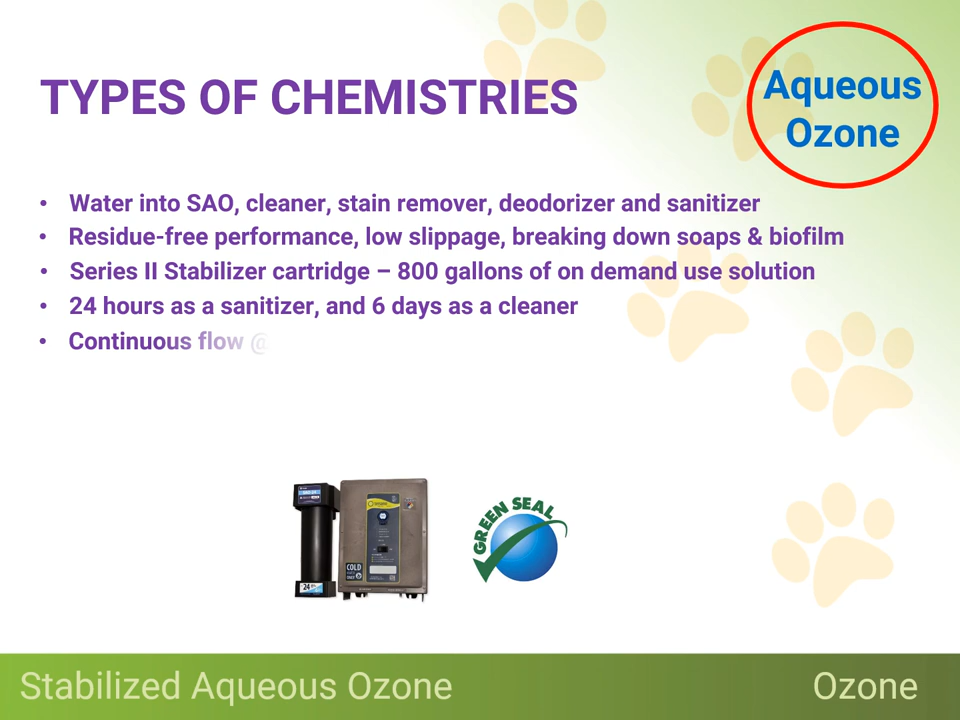 TYPES OF CHEMISTRIES
Aqueous
Ozone
• Water into SAO, cleaner, stain remover, deodorizer and sanitizer
• Residue-free performance, low slippage, breaking down soaps & biofilm
• Series II Stabilizer cartridge – 800 gallons of on demand use solution
• 24 hours as a sanitizer, and 6 days as a cleaner
• Continuous flow @
GREEN SEAL
COLD
24
Stabilized Aqueous Ozone
Ozone